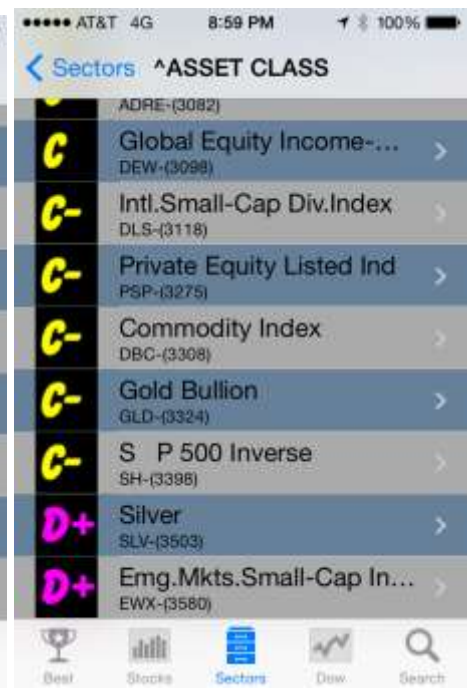 AT&T 4G 8:59 PM 100%
Sectors ^ASSET CLASS
C-
ADRE-(3082)
C
Global Equity Income-...
DEW-(3098)
C-
Intl.Small-Cap Div.Index
DLS-(3118)
C-
Private Equity Listed Ind
PSP-(3275)
C-
Commodity Index
DBC-(3308)
C-
Gold Bullion
GLD-(3324)
C-
S P 500 Inverse
SH-(3398)
D+
Silver
SLV-(3503)
D+
Emg.Mkts.Small-Cap In...
EWX-(3580)
Best Stocks Sectors Dow Search